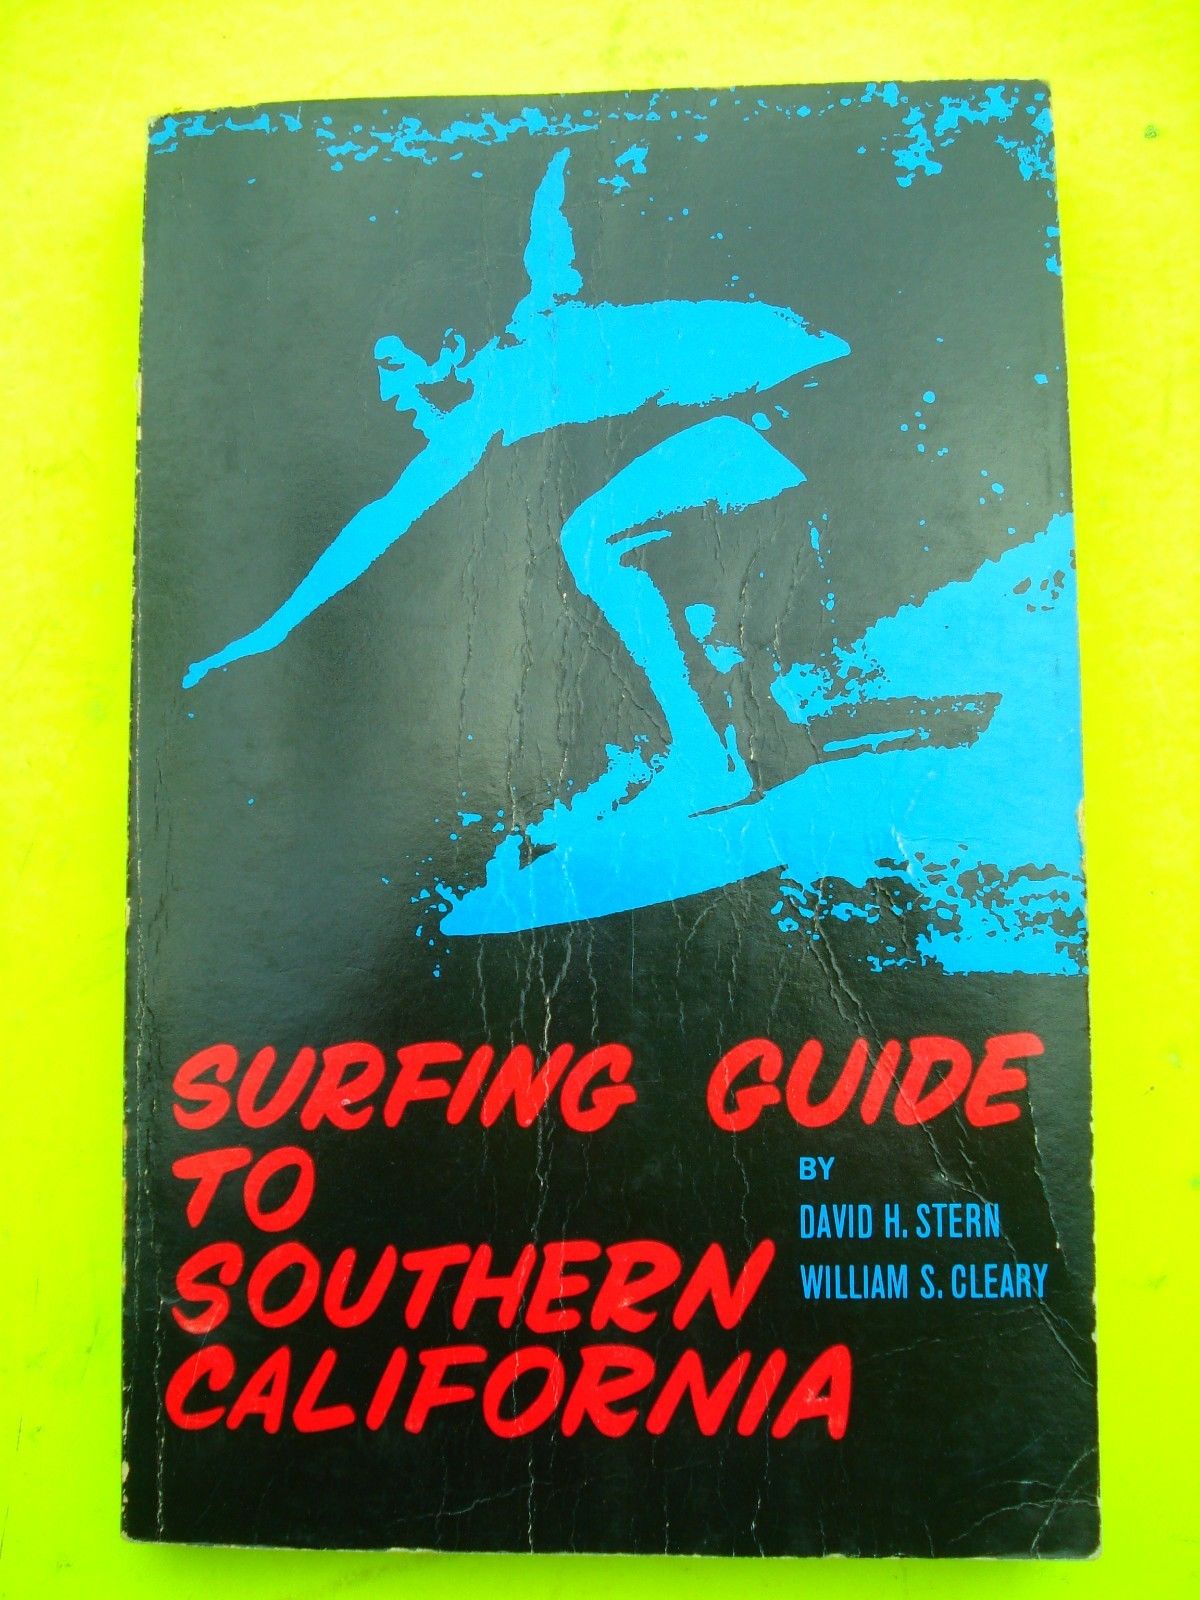 SURFING GUIDE
TO
SOUTHERN
CALIFORNIA
BY
DAVID H. STERN
WILLIAM S. CLEARY